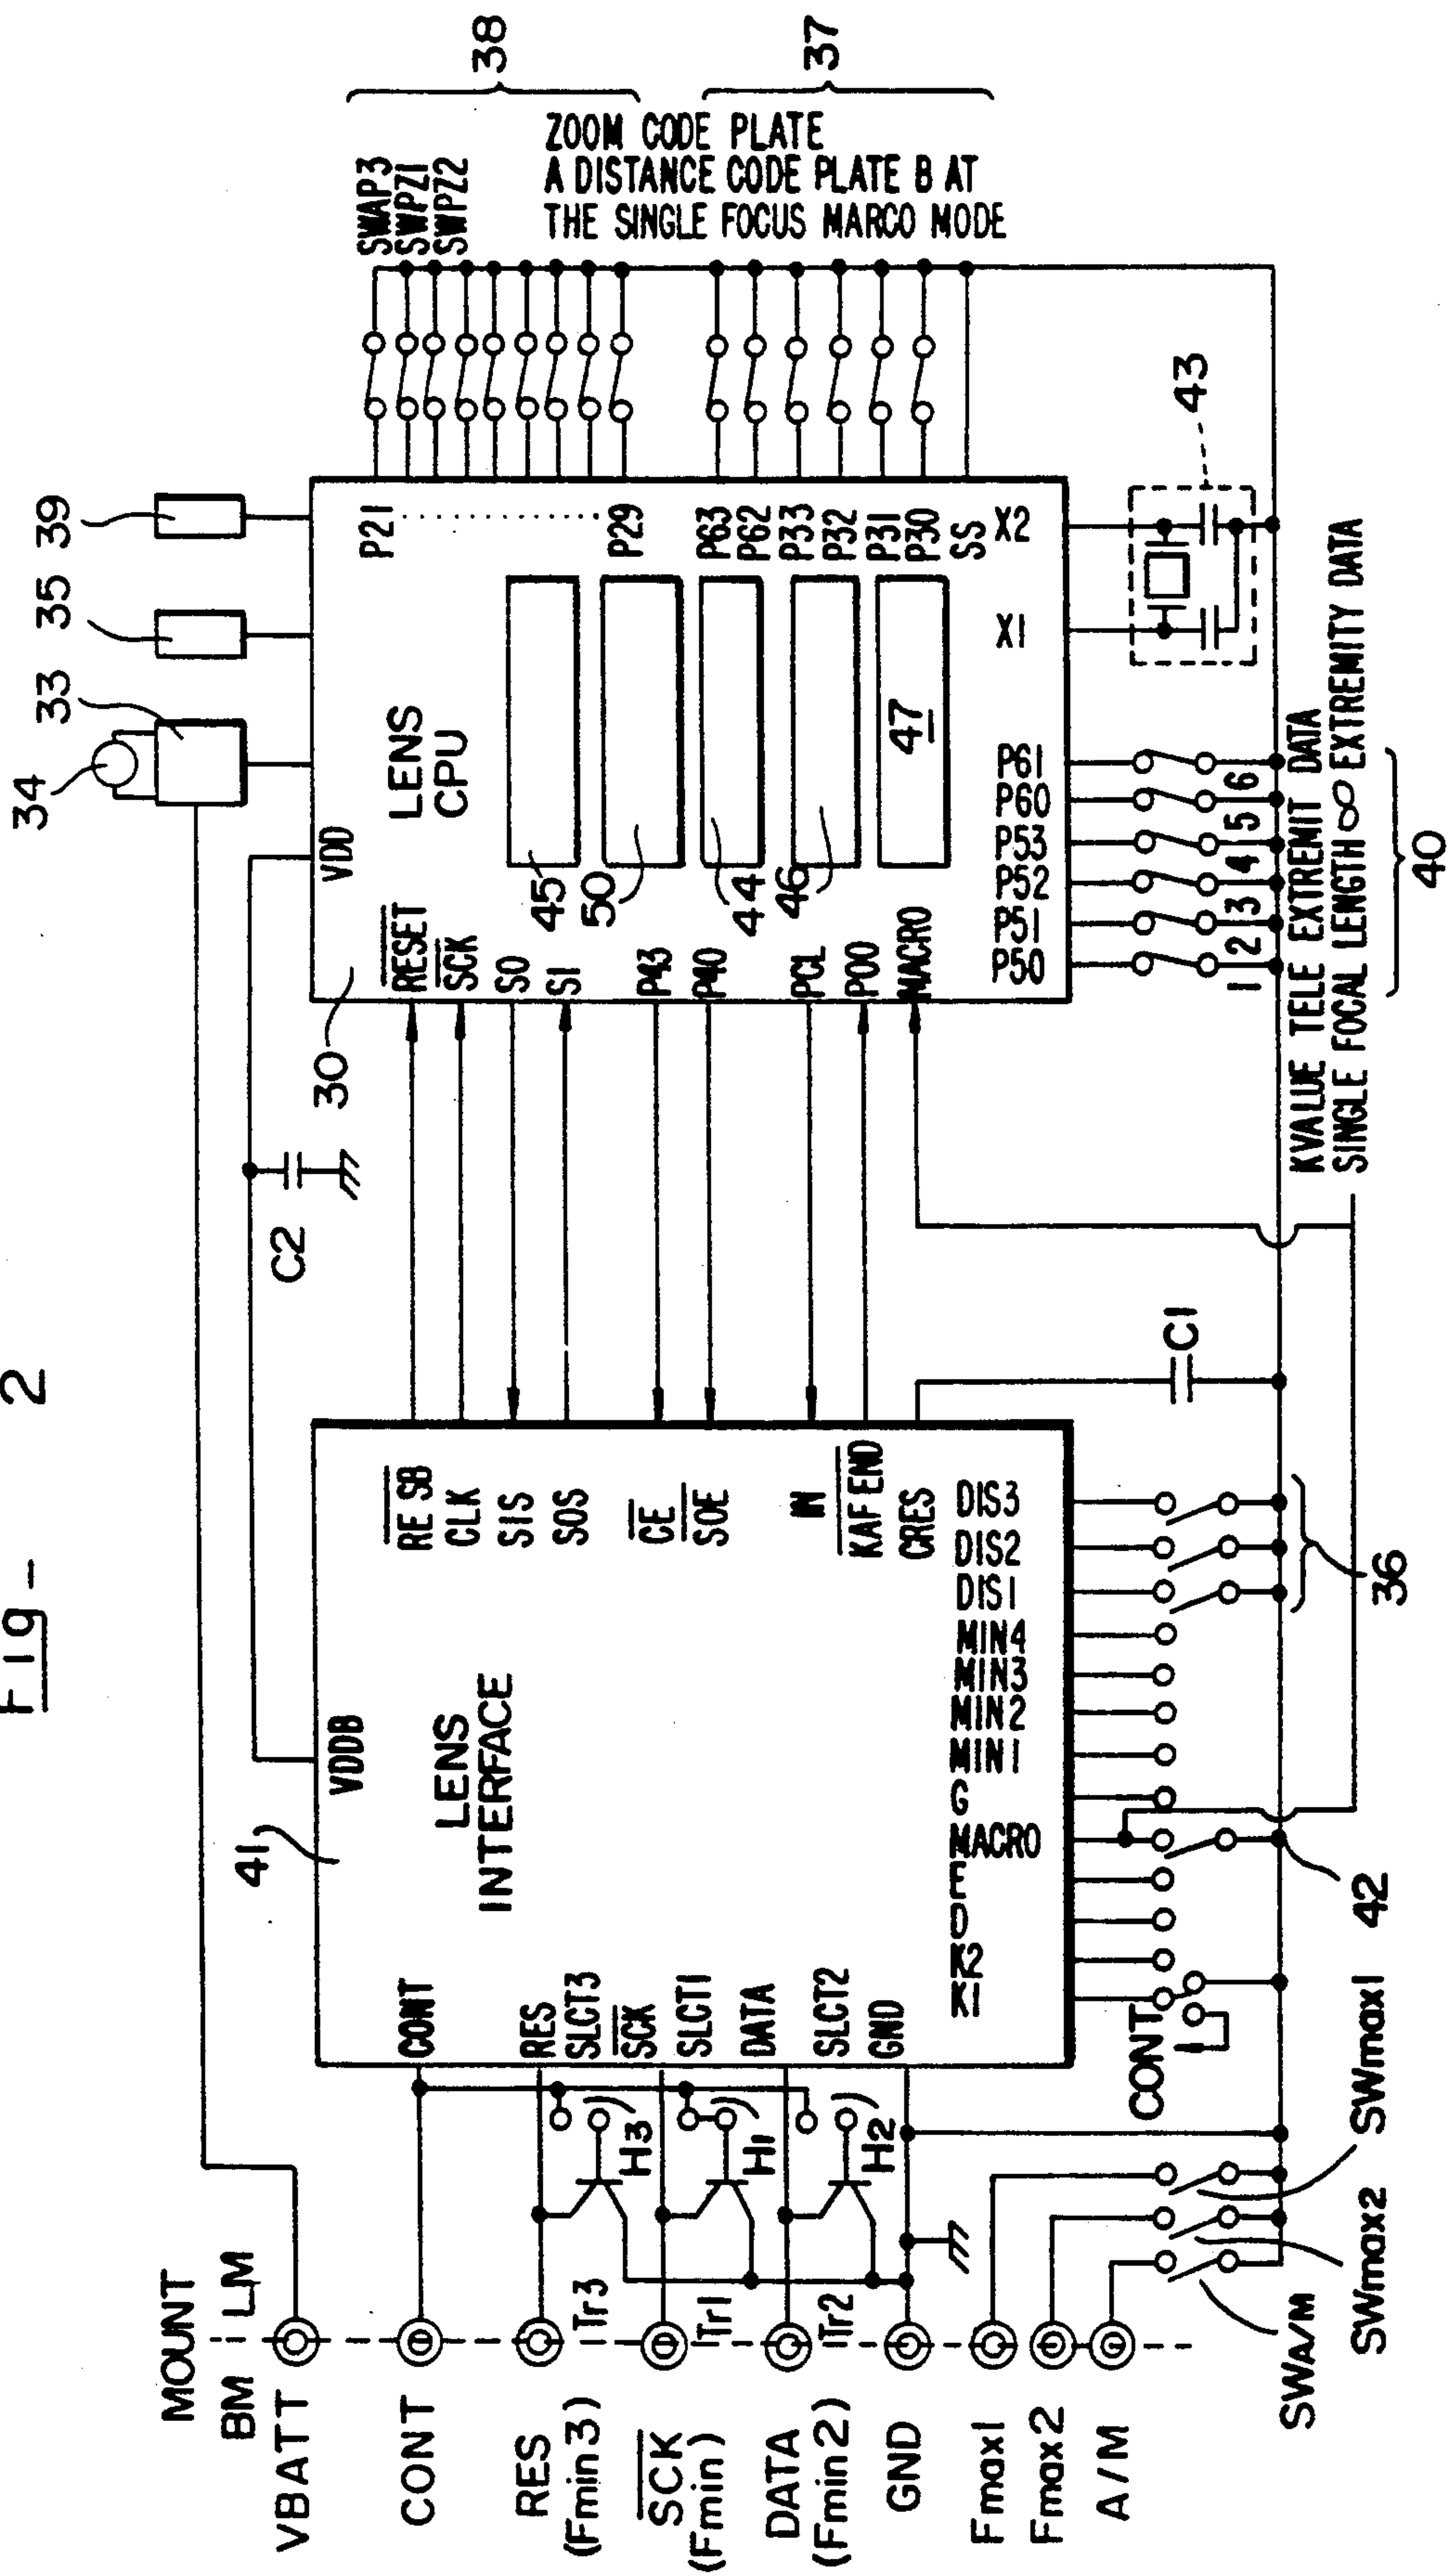 Fig- 2
MOUNT
BM LM
VBATT
CONT
RES
(Fmin3)
SCK
(Fmin)
DATA
(Fmin2)
GND
Fmax1
Fmax2
A/M
Tr3
Tr1
Tr2
H3
H1
H2
SWA/M
SWmax2
SWmax1
41
LENS
INTERFACE
VDDB
CONT
RES
SLCT3
SCK
SLCT1
DATA
SLCT2
GND
RESB
CLK
SIS
SOS
CE
SOE
IN
KAFEND
CRES
K1
K2
D
E
MACRO
G
MIN1
MIN2
MIN3
MIN4
DIS1
DIS2
DIS3
CONT
42
36
C1
C2
30
LENS
CPU
VDD
RESET
SCK
SO
SI
P43
P40
PCL
P00
MACRO
45
50
44
46
47
P21
P29
P63
P62
P33
P32
P31
P30
SS
X2
X1
P50
P51
P52
P53
P60
P61
1 2 3 4 5 6
34
33
35
39
SWAP3
SWPZ1
SWPZ2
38
ZOOM CODE PLATE
A DISTANCE CODE PLATE B AT
THE SINGLE FOCUS MARCO MODE
37
43
KVALUE TELE EXTREMIT DATA
SINGLE FOCAL LENGTH ∞ EXTREMITY DATA
40